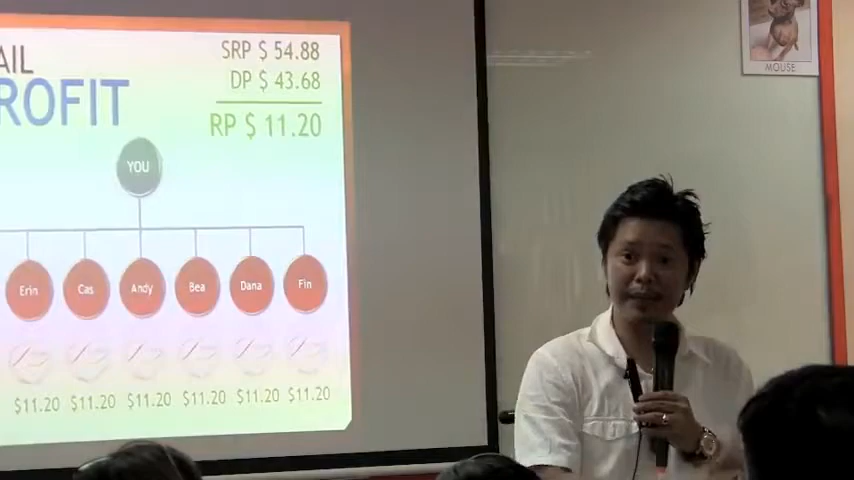 AIL
ROFIT
SRP $ 54.88
DP $ 43.68
RP $ 11.20
YOU
Erin Cas Andy Bea Dana Fin
$11.20 $11.20 $11.20 $11.20 $11.20 $11.20
MOUSE